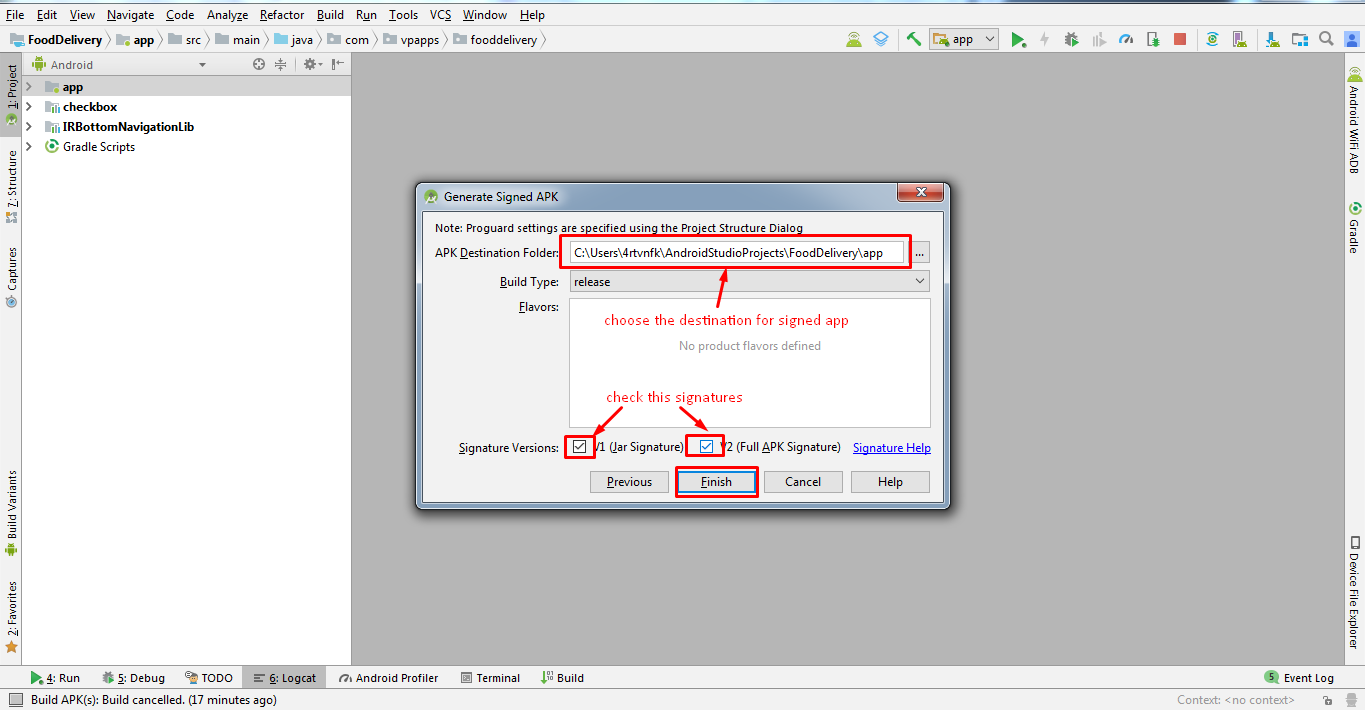 File Edit View Navigate Code Analyze Refactor Build Run Tools VCS Window Help
FoodDelivery app src main java com vpapps fooddelivery app
1: Project
Android
app
checkbox
IRBottomNavigationLib
Gradle Scripts
7: Structure
Captures
Build Variants
2: Favorites
Android WiFi ADB
Gradle
Device File Explorer
Generate Signed APK
Note: Proguard settings are specified using the Project Structure Dialog
APK Destination Folder: C:\Users\4rtvnfk\AndroidStudioProjects\FoodDelivery\app ...
Build Type: release
Flavors:
choose the destination for signed app
No product flavors defined
check this signatures
Signature Versions: V1 (Jar Signature) V2 (Full APK Signature) Signature Help
Previous Finish Cancel Help
4: Run 5: Debug TODO 6: Logcat Android Profiler Terminal Build 5 Event Log
Build APK(s): Build cancelled. (17 minutes ago) Context: <no context>